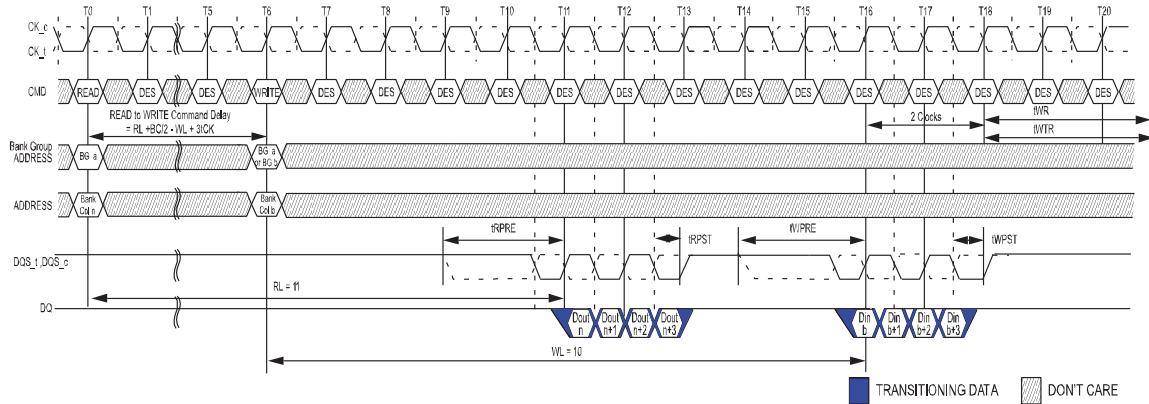 T0 T1 T5 T6 T7 T8 T9 T10 T11 T12 T13 T14 T15 T16 T17 T18 T19 T20
CK_c
CK_t
CMD READ DES DES WRITE DES DES DES DES DES DES DES DES DES DES DES DES DES DES
READ to WRITE Command Delay
= RL +BC/2 - WL + 3tCK
2 Clocks
tWR
tWTR
Bank Group
ADDRESS
BG a
BG a
or BG b
ADDRESS
Bank
Col n
Bank
Col b
tRPRE
tRPST
tWPRE
tWPST
DQS_t ,DQS_c
RL = 11
DQ
Dout
n
Dout
n+1
Dout
n+2
Dout
n+3
Din
b
Din
b+1
Din
b+2
Din
b+3
WL = 10
TRANSITIONING DATA
DON'T CARE